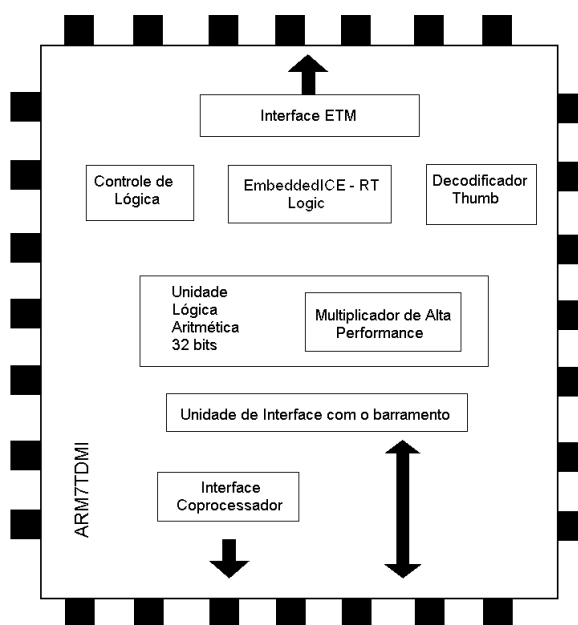 Interface ETM
Controle de
Lógica
EmbeddedICE - RT
Logic
Decodificador
Thumb
Unidade
Lógica
Aritmética
32 bits
Multiplicador de Alta
Performance
Unidade de Interface com o barramento
Interface
Coprocessador
ARM7TDMI